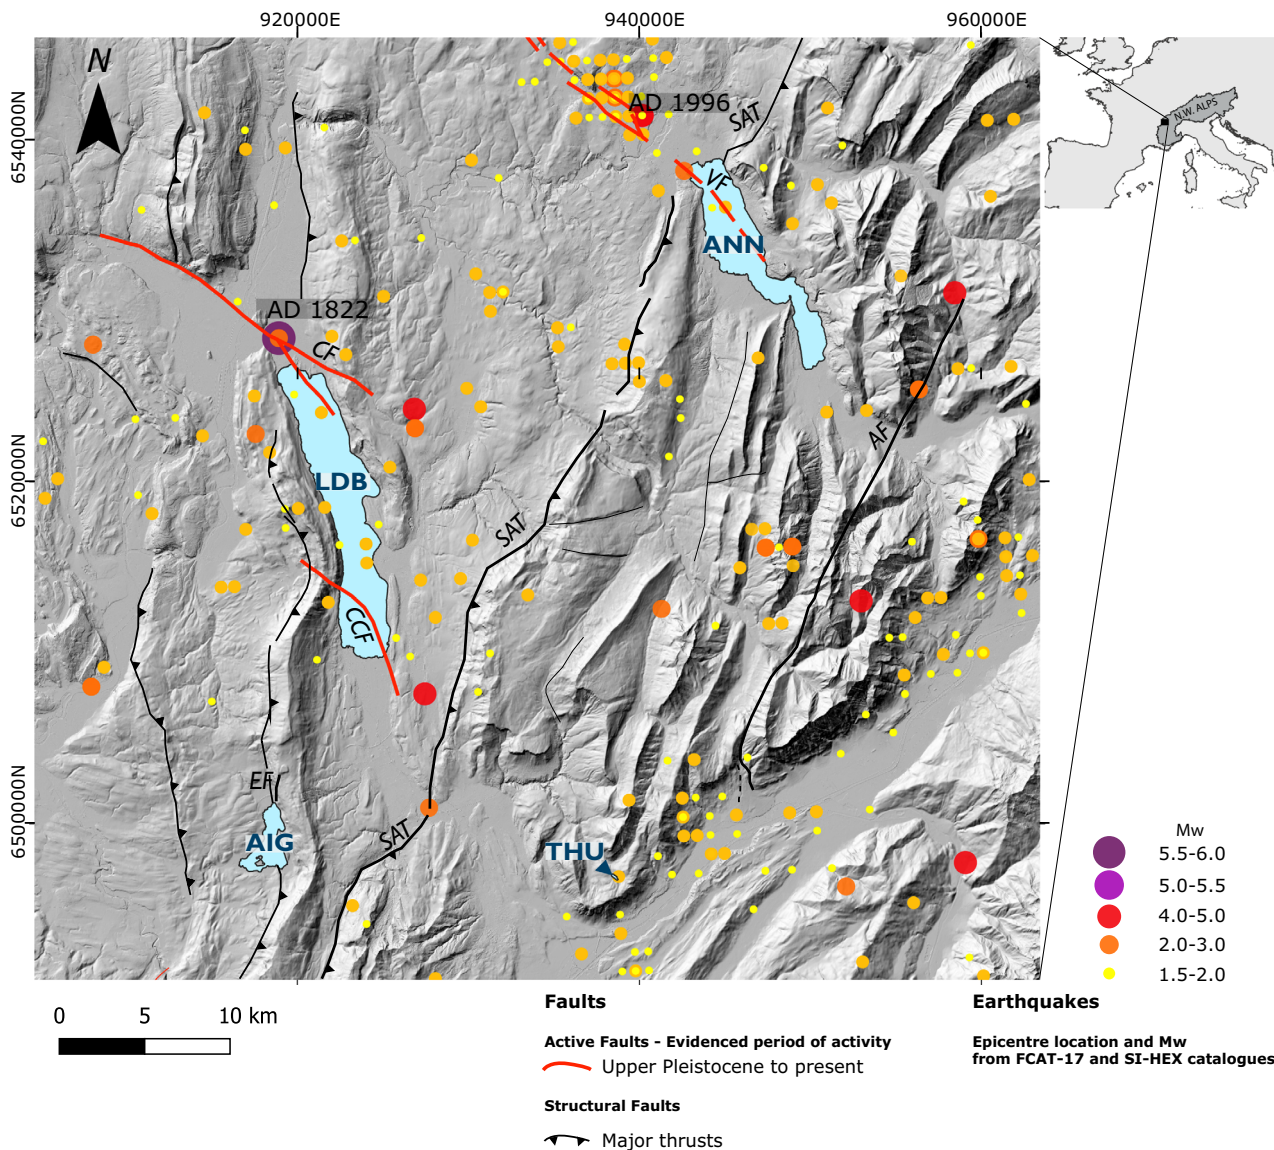 920000E
940000E
960000E
6540000N
6520000N
6500000N
N
AD 1996
SAT
VF
ANN
AD 1822
CF
AF
LDB
SAT
CCF
EF
AIG
SAT
THU
N.W. ALPS
Mw
5.5-6.0
5.0-5.5
4.0-5.0
2.0-3.0
1.5-2.0
0 5 10 km
Faults
Active Faults - Evidenced period of activity
Upper Pleistocene to present
Structural Faults
Major thrusts
Earthquakes
Epicentre location and Mw
from FCAT-17 and SI-HEX catalogues